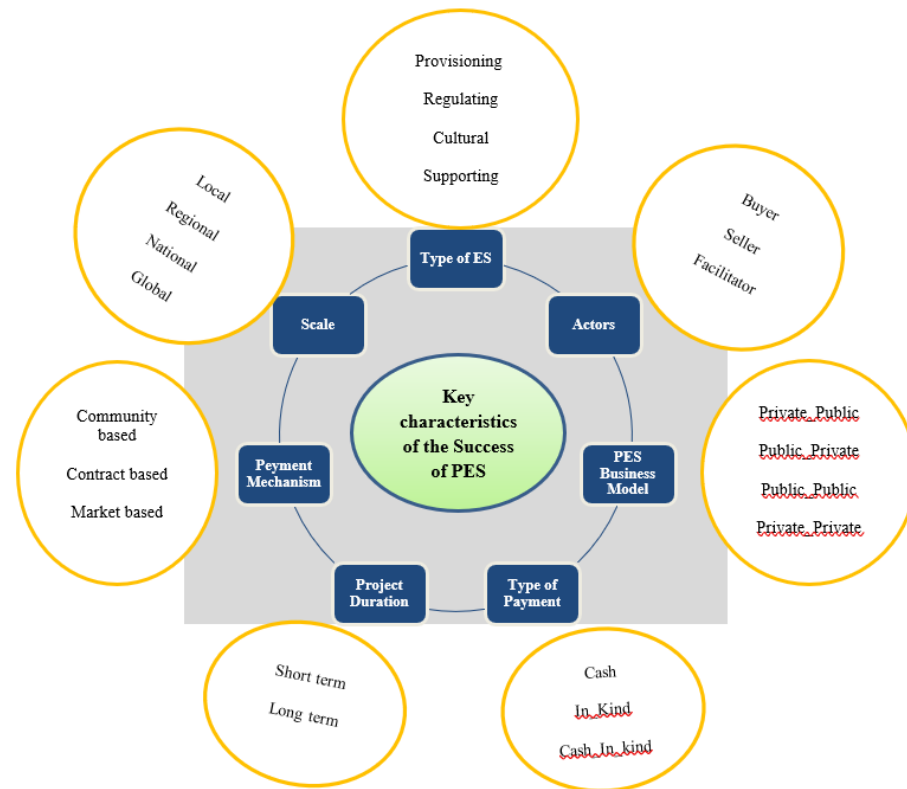 Provisioning
Regulating
Cultural
Supporting
Local
Regional
National
Global
Buyer
Seller
Facilitator
Type of ES
Scale
Actors
Key
characteristics
of the Success
of PES
Community
based
Contract based
Market based
Peyment
Mechanism
PES
Business
Model
Private_Public
Public_Private
Public_Public
Private_Private
Project
Duration
Type of
Payment
Short term
Long term
Cash
In_Kind
Cash_In_kind